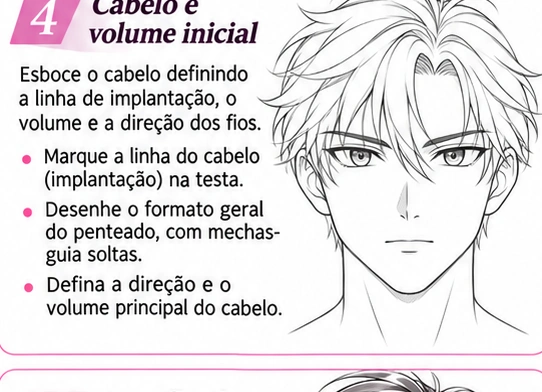 4
Cabelo e
volume inicial
Esboce o cabelo definindo
a linha de implantação, o
volume e a direção dos fios.
• Marque a linha do cabelo
(implantação) na testa.
• Desenhe o formato geral
do penteado, com mechas-
guia soltas.
• Defina a direção e o
volume principal do cabelo.